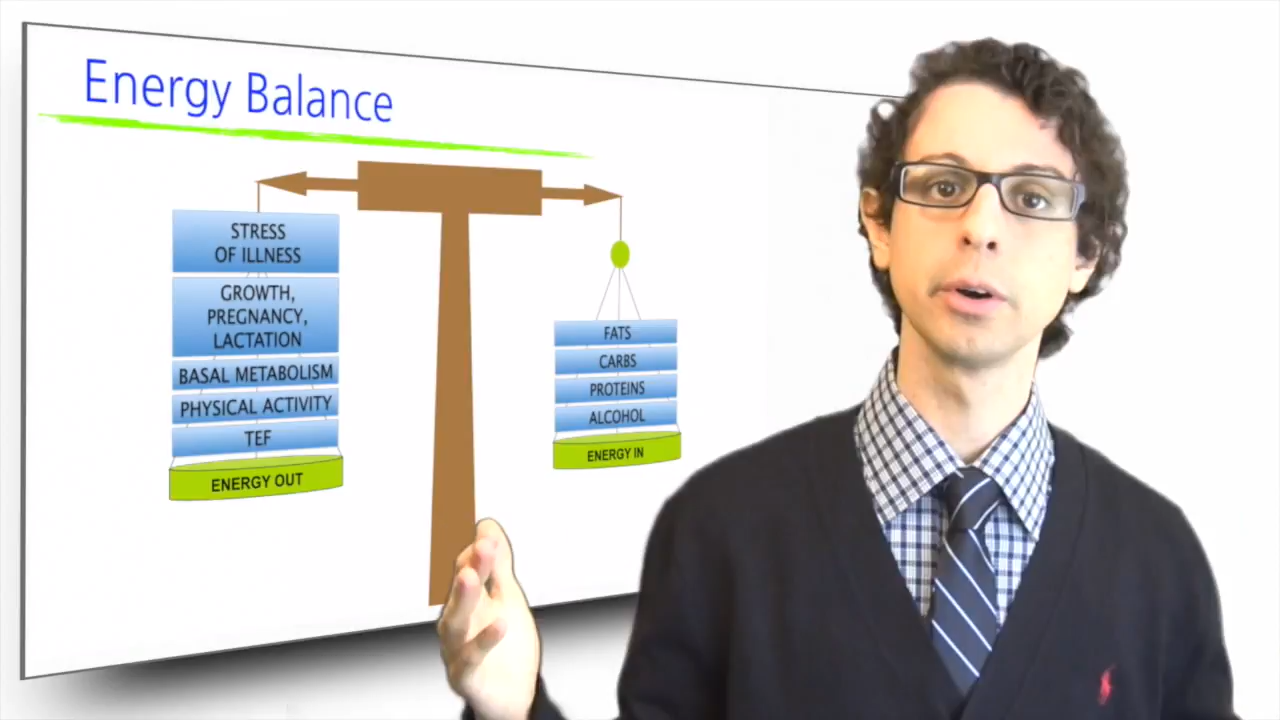 Energy Balance
STRESS
OF ILLNESS
GROWTH,
PREGNANCY,
LACTATION
BASAL METABOLISM
PHYSICAL ACTIVITY
TEF
ENERGY OUT
FATS
CARBS
PROTEINS
ALCOHOL
ENERGY IN